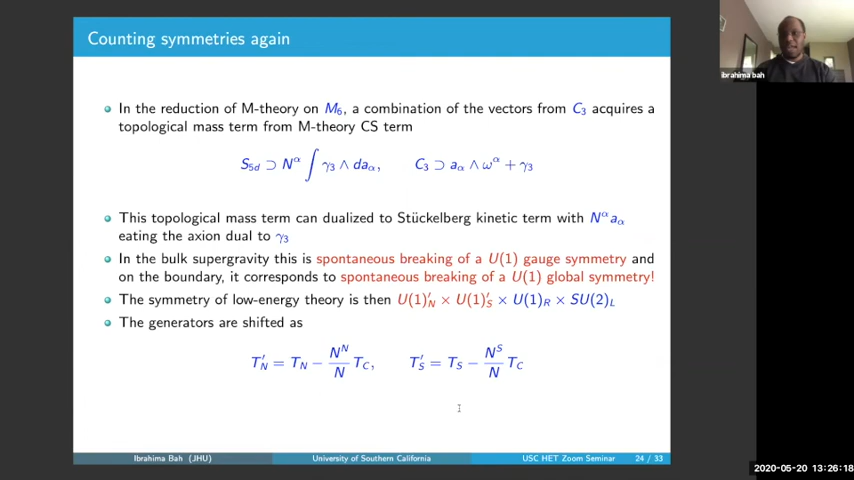 Counting symmetries again
In the reduction of M-theory on M₆, a combination of the vectors from C₃ acquires a
topological mass term from M-theory CS term
S₅d ⊃ N^α ∫ γ₃ ∧ da_α, C₃ ⊃ a_α ∧ ω^α + γ₃
This topological mass term can dualized to Stückelberg kinetic term with N^α a_α
eating the axion dual to γ₃
In the bulk supergravity this is spontaneous breaking of a U(1) gauge symmetry and
on the boundary, it corresponds to spontaneous breaking of a U(1) global symmetry!
The symmetry of low-energy theory is then U(1)′_N × U(1)′_S × U(1)_R × SU(2)_L
The generators are shifted as
T′_N = T_N − N^N/N T_C, T′_S = T_S − N^S/N T_C
Ibrahima Bah (JHU) University of Southern California USC HET Zoom Seminar 24 / 33
ibrahima bah
2020-05-20 13:26:18